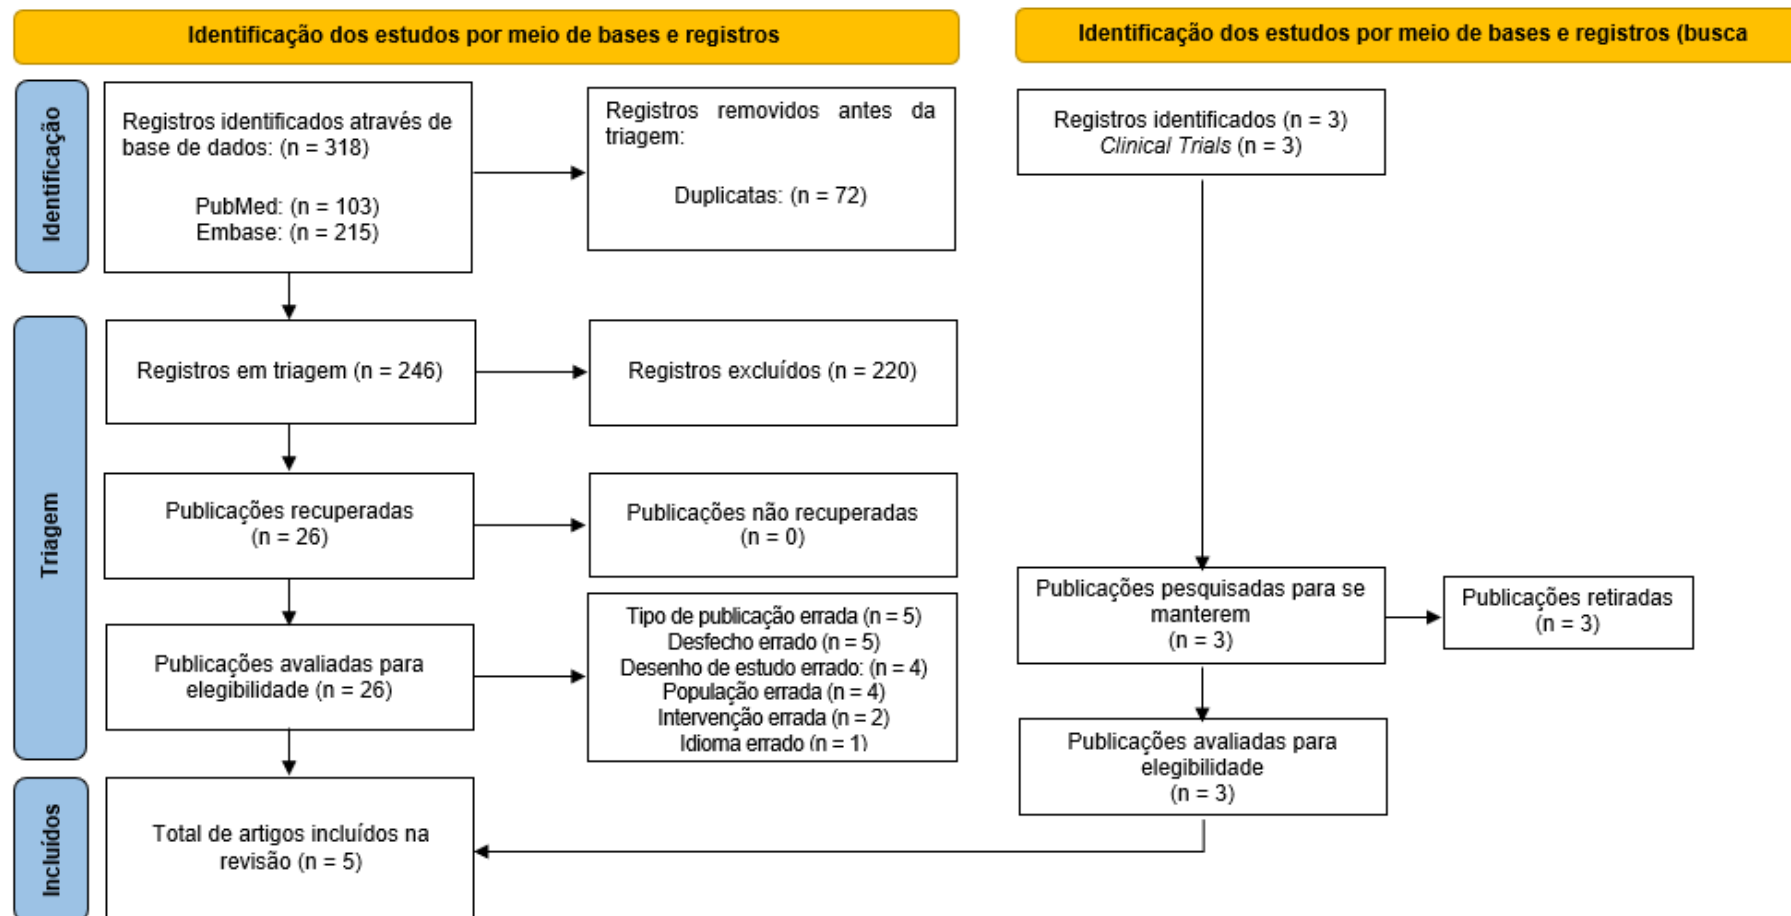 Identificação dos estudos por meio de bases e registros
Identificação dos estudos por meio de bases e registros (busca
Identificação
Registros identificados através de
base de dados: (n = 318)
PubMed: (n = 103)
Embase: (n = 215)
Registros removidos antes da
triagem:
Duplicatas: (n = 72)
Registros identificados (n = 3)
Clinical Trials (n = 3)
Triagem
Registros em triagem (n = 246)
Registros excluídos (n = 220)
Publicações recuperadas
(n = 26)
Publicações não recuperadas
(n = 0)
Publicações pesquisadas para se
manterem
(n = 3)
Publicações retiradas
(n = 3)
Publicações avaliadas para
elegibilidade (n = 26)
Tipo de publicação errada (n = 5)
Desfecho errado (n = 5)
Desenho de estudo errado: (n = 4)
População errada (n = 4)
Intervenção errada (n = 2)
Idioma errado (n = 1)
Publicações avaliadas para
elegibilidade
(n = 3)
Incluídos
Total de artigos incluídos na
revisão (n = 5)